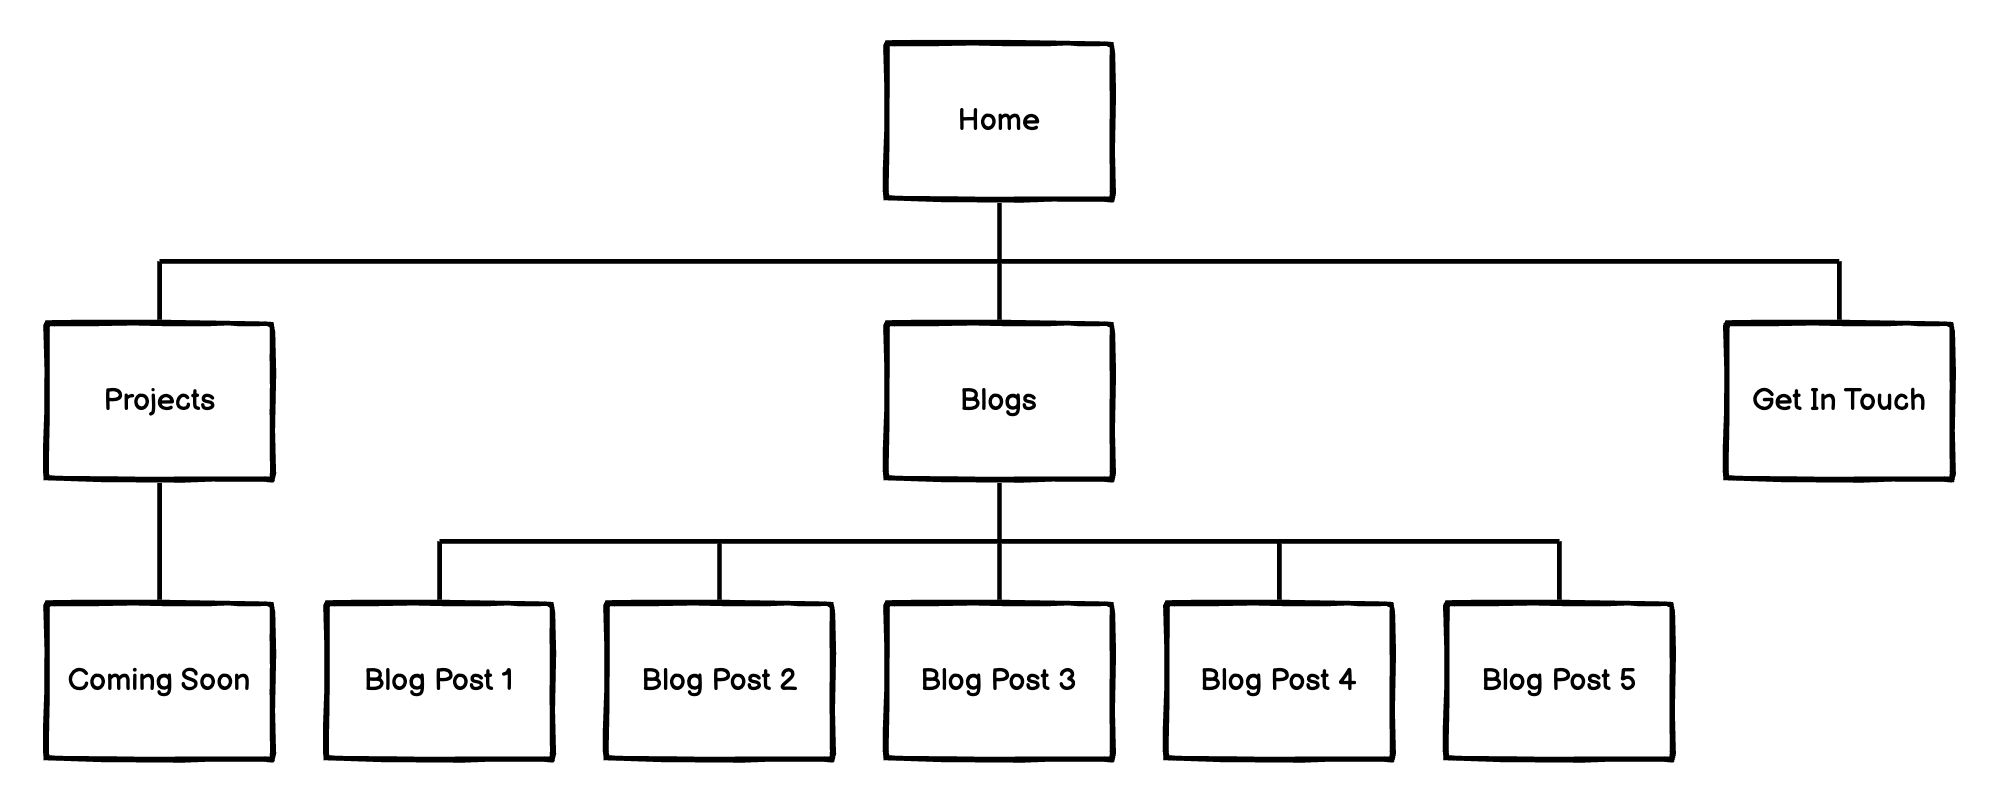 Home
Projects
Blogs
Get In Touch
Coming Soon
Blog Post 1
Blog Post 2
Blog Post 3
Blog Post 4
Blog Post 5